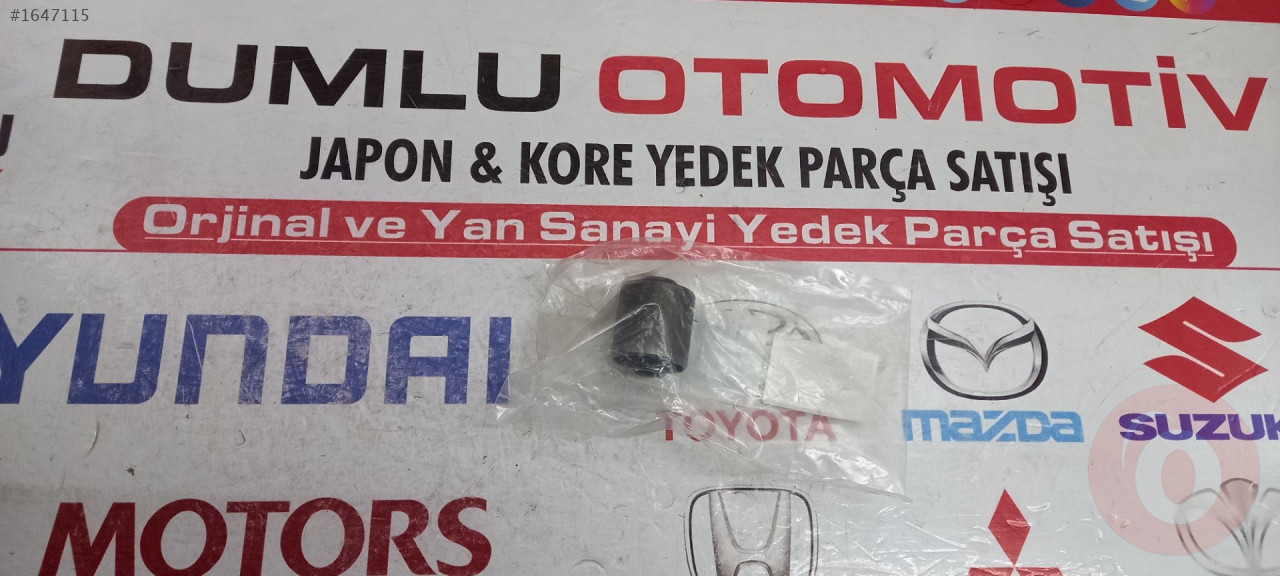 #1647115
DUMLU OTOMOTİV
JAPON & KORE YEDEK PARÇA SATIŞI
Orjinal ve Yan Sanayi Yedek Parça Satışı
YUNDAI
TOYOTA
mazda
SUZUK
MOTORS